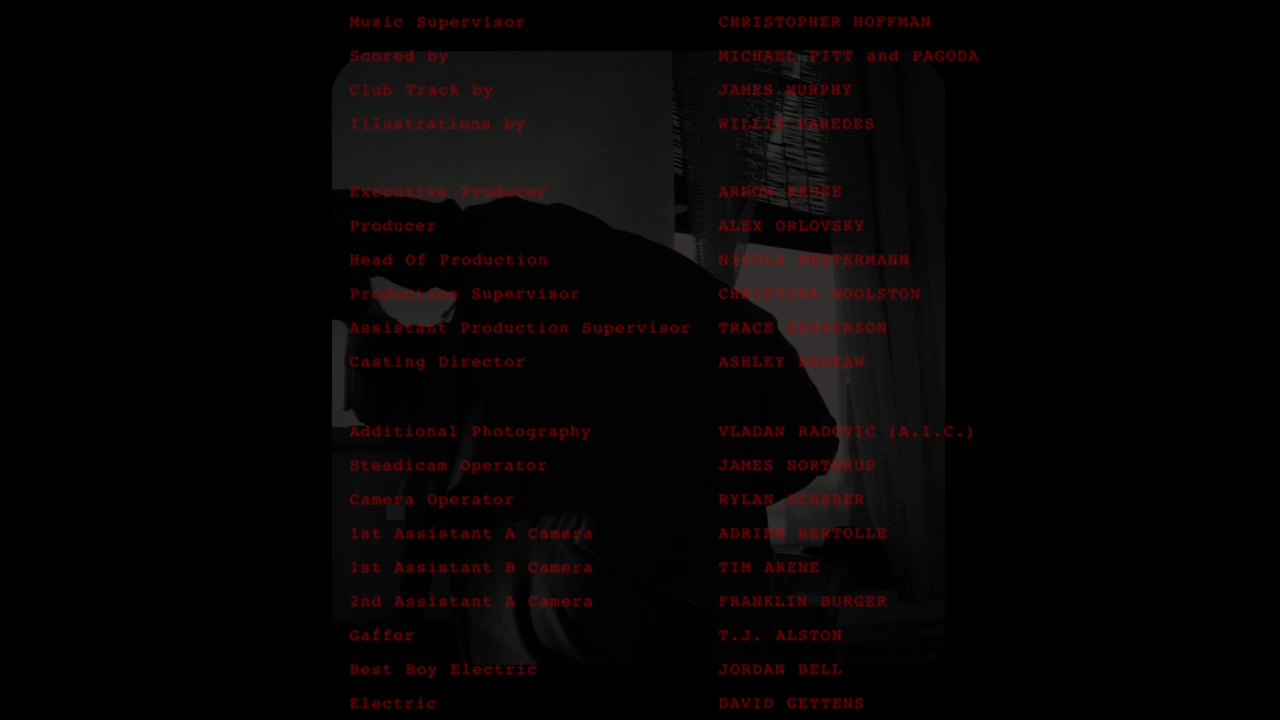 Music Supervisor CHRISTOPHER HOFFMAN
Scored by MICHAEL PITT and PAGODA
Club Track by JAMES MURPHY
Illustrations by WILLIE PAREDES
Executive Producer ARROW KRUSE
Producer ALEX ORLOVSKY
Head Of Production NICOLA WESTERMANN
Production Supervisor CHRISTINA WOOLSTON
Assistant Production Supervisor TRACE HENDERSON
Casting Director ASHLEY BROKAW
Additional Photography VLADAN RADOVIC (A.I.C.)
Steadicam Operator JAMES NORTHRUP
Camera Operator RYLAN SCHERER
1st Assistant A Camera ADRIEN BERTOLLE
1st Assistant B Camera TIM ARENE
2nd Assistant A Camera FRANKLIN BURGER
Gaffer T.J. ALSTON
Best Boy Electric JORDAN BELL
Electric DAVID GETTENS